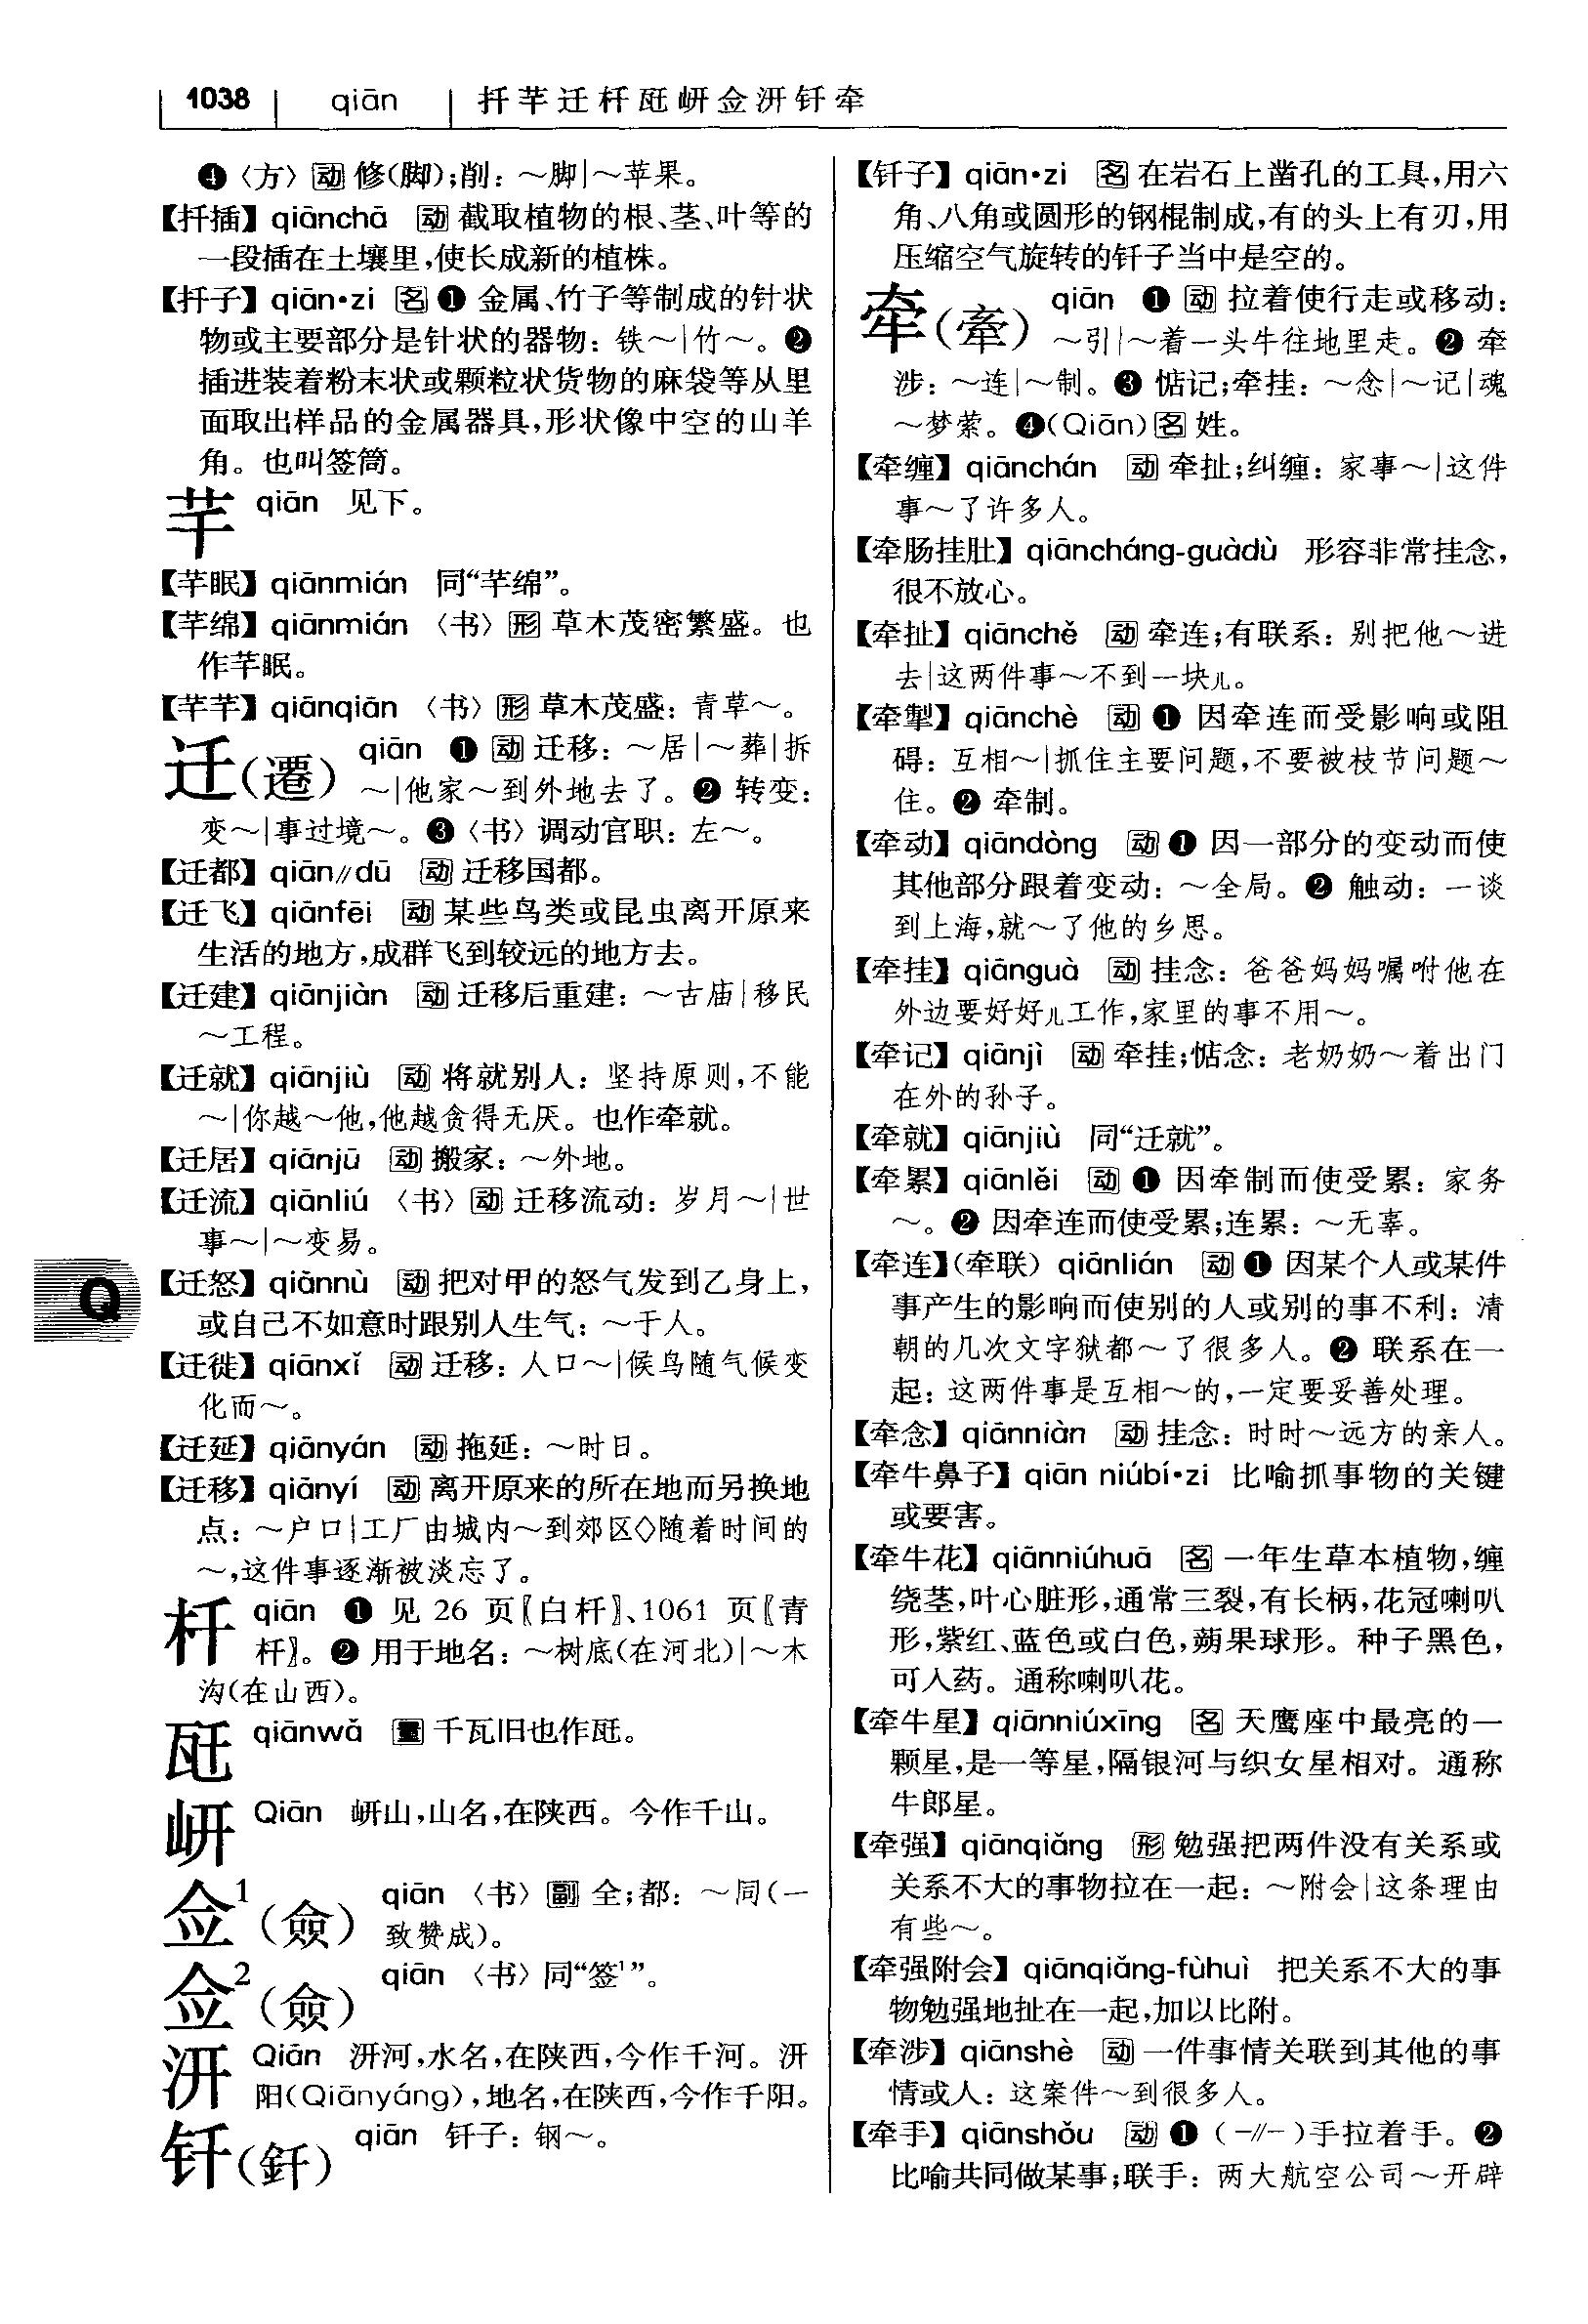 1038 qiān 扦芊迁杄瓩岍佥汧钎牵
❹〈方〉动 修(脚);削：～脚|～苹果。
【扦插】qiānchā 动 截取植物的根、茎、叶等的
一段插在土壤里,使长成新的植株。
【扦子】qiān•zi 名 ❶ 金属、竹子等制成的针状
物或主要部分是针状的器物：铁～|竹～。❷
插进装着粉末状或颗粒状货物的麻袋等从里
面取出样品的金属器具,形状像中空的山羊
角。也叫签筒。
芊 qiān 见下。
【芊眠】qiānmián 同“芊绵”。
【芊绵】qiānmián 〈书〉形 草木茂密繁盛。也
作芊眠。
【芊芊】qiānqiān 〈书〉形 草木茂盛：青草～。
迁(遷) qiān ❶ 动 迁移：～居|～葬|拆
～|他家～到外地去了。❷ 转变：
变～|事过境～。❸〈书〉调动官职：左～。
【迁都】qiān//dū 动 迁移国都。
【迁飞】qiānfēi 动 某些鸟类或昆虫离开原来
生活的地方,成群飞到较远的地方去。
【迁建】qiānjiàn 动 迁移后重建：～古庙|移民
～工程。
【迁就】qiānjiù 动 将就别人：坚持原则,不能
～|你越～他,他越贪得无厌。也作牵就。
【迁居】qiānjū 动 搬家：～外地。
【迁流】qiānliú 〈书〉动 迁移流动：岁月～|世
事～|～变易。
【迁怒】qiānnù 动 把对甲的怒气发到乙身上,
或自己不如意时跟别人生气：～于人。
【迁徙】qiānxǐ 动 迁移：人口～|候鸟随气候变
化而～。
【迁延】qiānyán 动 拖延：～时日。
【迁移】qiānyí 动 离开原来的所在地而另换地
点：～户口|工厂由城内～到郊区◇随着时间的
～,这件事逐渐被淡忘了。
杄 qiān ❶ 见 26 页〖白杄〗、1061 页〖青
杄〗。❷ 用于地名：～树底(在河北)|～木
沟(在山西)。
瓩 qiānwǎ 量 千瓦旧也作瓩。
岍 Qiān 岍山,山名,在陕西。今作千山。
佥¹(僉) qiān 〈书〉副 全;都：～同(一
致赞成)。
佥²(僉) qiān 〈书〉同“签¹”。
汧 Qiān 汧河,水名,在陕西,今作千河。汧
阳(Qiānyáng),地名,在陕西,今作千阳。
钎(釺) qiān 钎子：钢～。
Q
【钎子】qiān•zi 名 在岩石上凿孔的工具,用六
角、八角或圆形的钢棍制成,有的头上有刃,用
压缩空气旋转的钎子当中是空的。
牵(牽) qiān ❶ 动 拉着使行走或移动：
～引|～着一头牛往地里走。❷ 牵
涉：～连|～制。❸ 惦记;牵挂：～念|～记|魂
～梦萦。❹(Qiān)名 姓。
【牵缠】qiānchán 动 牵扯;纠缠：家事～|这件
事～了许多人。
【牵肠挂肚】qiāncháng-guàdù 形容非常挂念,
很不放心。
【牵扯】qiānchě 动 牵连;有联系：别把他～进
去|这两件事～不到一块儿。
【牵掣】qiānchè 动 ❶ 因牵连而受影响或阻
碍：互相～|抓住主要问题,不要被枝节问题～
住。❷ 牵制。
【牵动】qiāndòng 动 ❶ 因一部分的变动而使
其他部分跟着变动：～全局。❷ 触动：一谈
到上海,就～了他的乡思。
【牵挂】qiānguà 动 挂念：爸爸妈妈嘱咐他在
外边要好好儿工作,家里的事不用～。
【牵记】qiānjì 动 牵挂;惦念：老奶奶～着出门
在外的孙子。
【牵就】qiānjiù 同“迁就”。
【牵累】qiānlěi 动 ❶ 因牵制而使受累：家务
～。❷ 因牵连而使受累;连累：～无辜。
【牵连】(牵联) qiānlián 动 ❶ 因某个人或某件
事产生的影响而使别的人或别的事不利：清
朝的几次文字狱都～了很多人。❷ 联系在一
起：这两件事是互相～的,一定要妥善处理。
【牵念】qiānniàn 动 挂念：时时～远方的亲人。
【牵牛鼻子】qiān niúbí•zi 比喻抓事物的关键
或要害。
【牵牛花】qiānniúhuā 名 一年生草本植物,缠
绕茎,叶心脏形,通常三裂,有长柄,花冠喇叭
形,紫红、蓝色或白色,蒴果球形。种子黑色,
可入药。通称喇叭花。
【牵牛星】qiānniúxīng 名 天鹰座中最亮的一
颗星,是一等星,隔银河与织女星相对。通称
牛郎星。
【牵强】qiānqiǎng 形 勉强把两件没有关系或
关系不大的事物拉在一起：～附会|这条理由
有些～。
【牵强附会】qiānqiǎng-fùhuì 把关系不大的事
物勉强地扯在一起,加以比附。
【牵涉】qiānshè 动 一件事情关联到其他的事
情或人：这案件～到很多人。
【牵手】qiānshǒu 动 ❶ (-//-)手拉着手。❷
比喻共同做某事;联手：两大航空公司～开辟